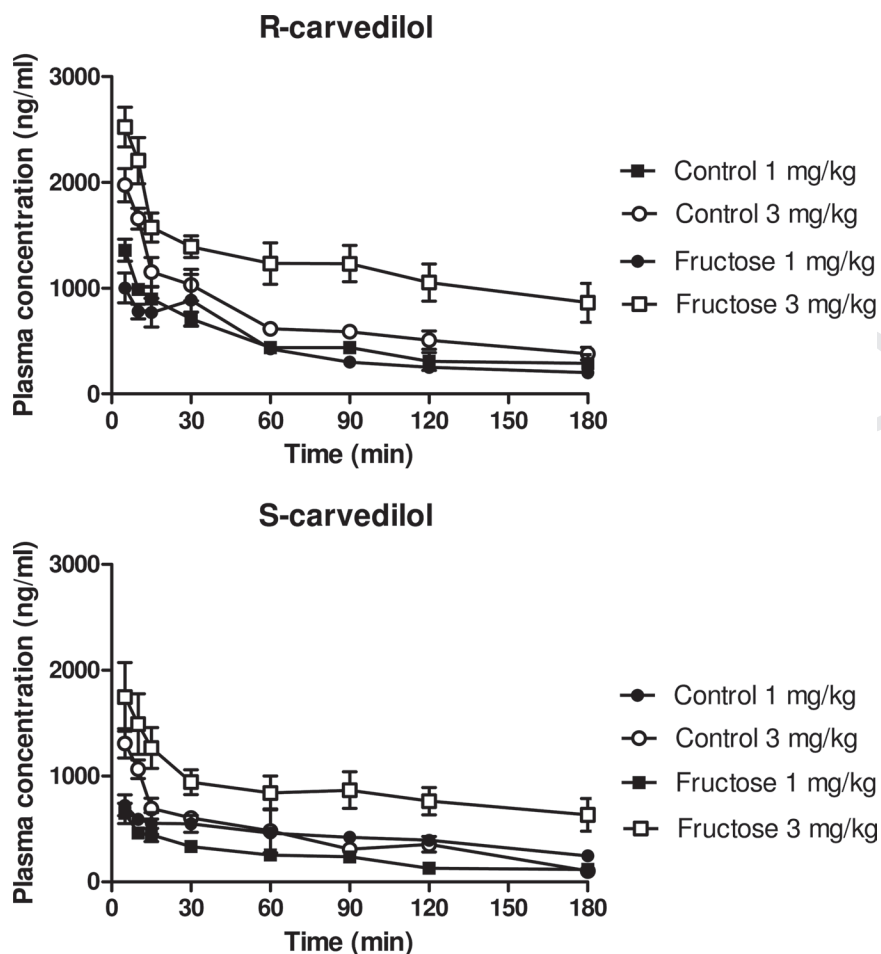 R-carvedilol
Plasma concentration (ng/ml)
3000
2000
1000
0
0 30 60 90 120 150 180
Time (min)
Control 1 mg/kg
Control 3 mg/kg
Fructose 1 mg/kg
Fructose 3 mg/kg
S-carvedilol
Plasma concentration (ng/ml)
3000
2000
1000
0
0 30 60 90 120 150 180
Time (min)
Control 1 mg/kg
Control 3 mg/kg
Fructose 1 mg/kg
Fructose 3 mg/kg